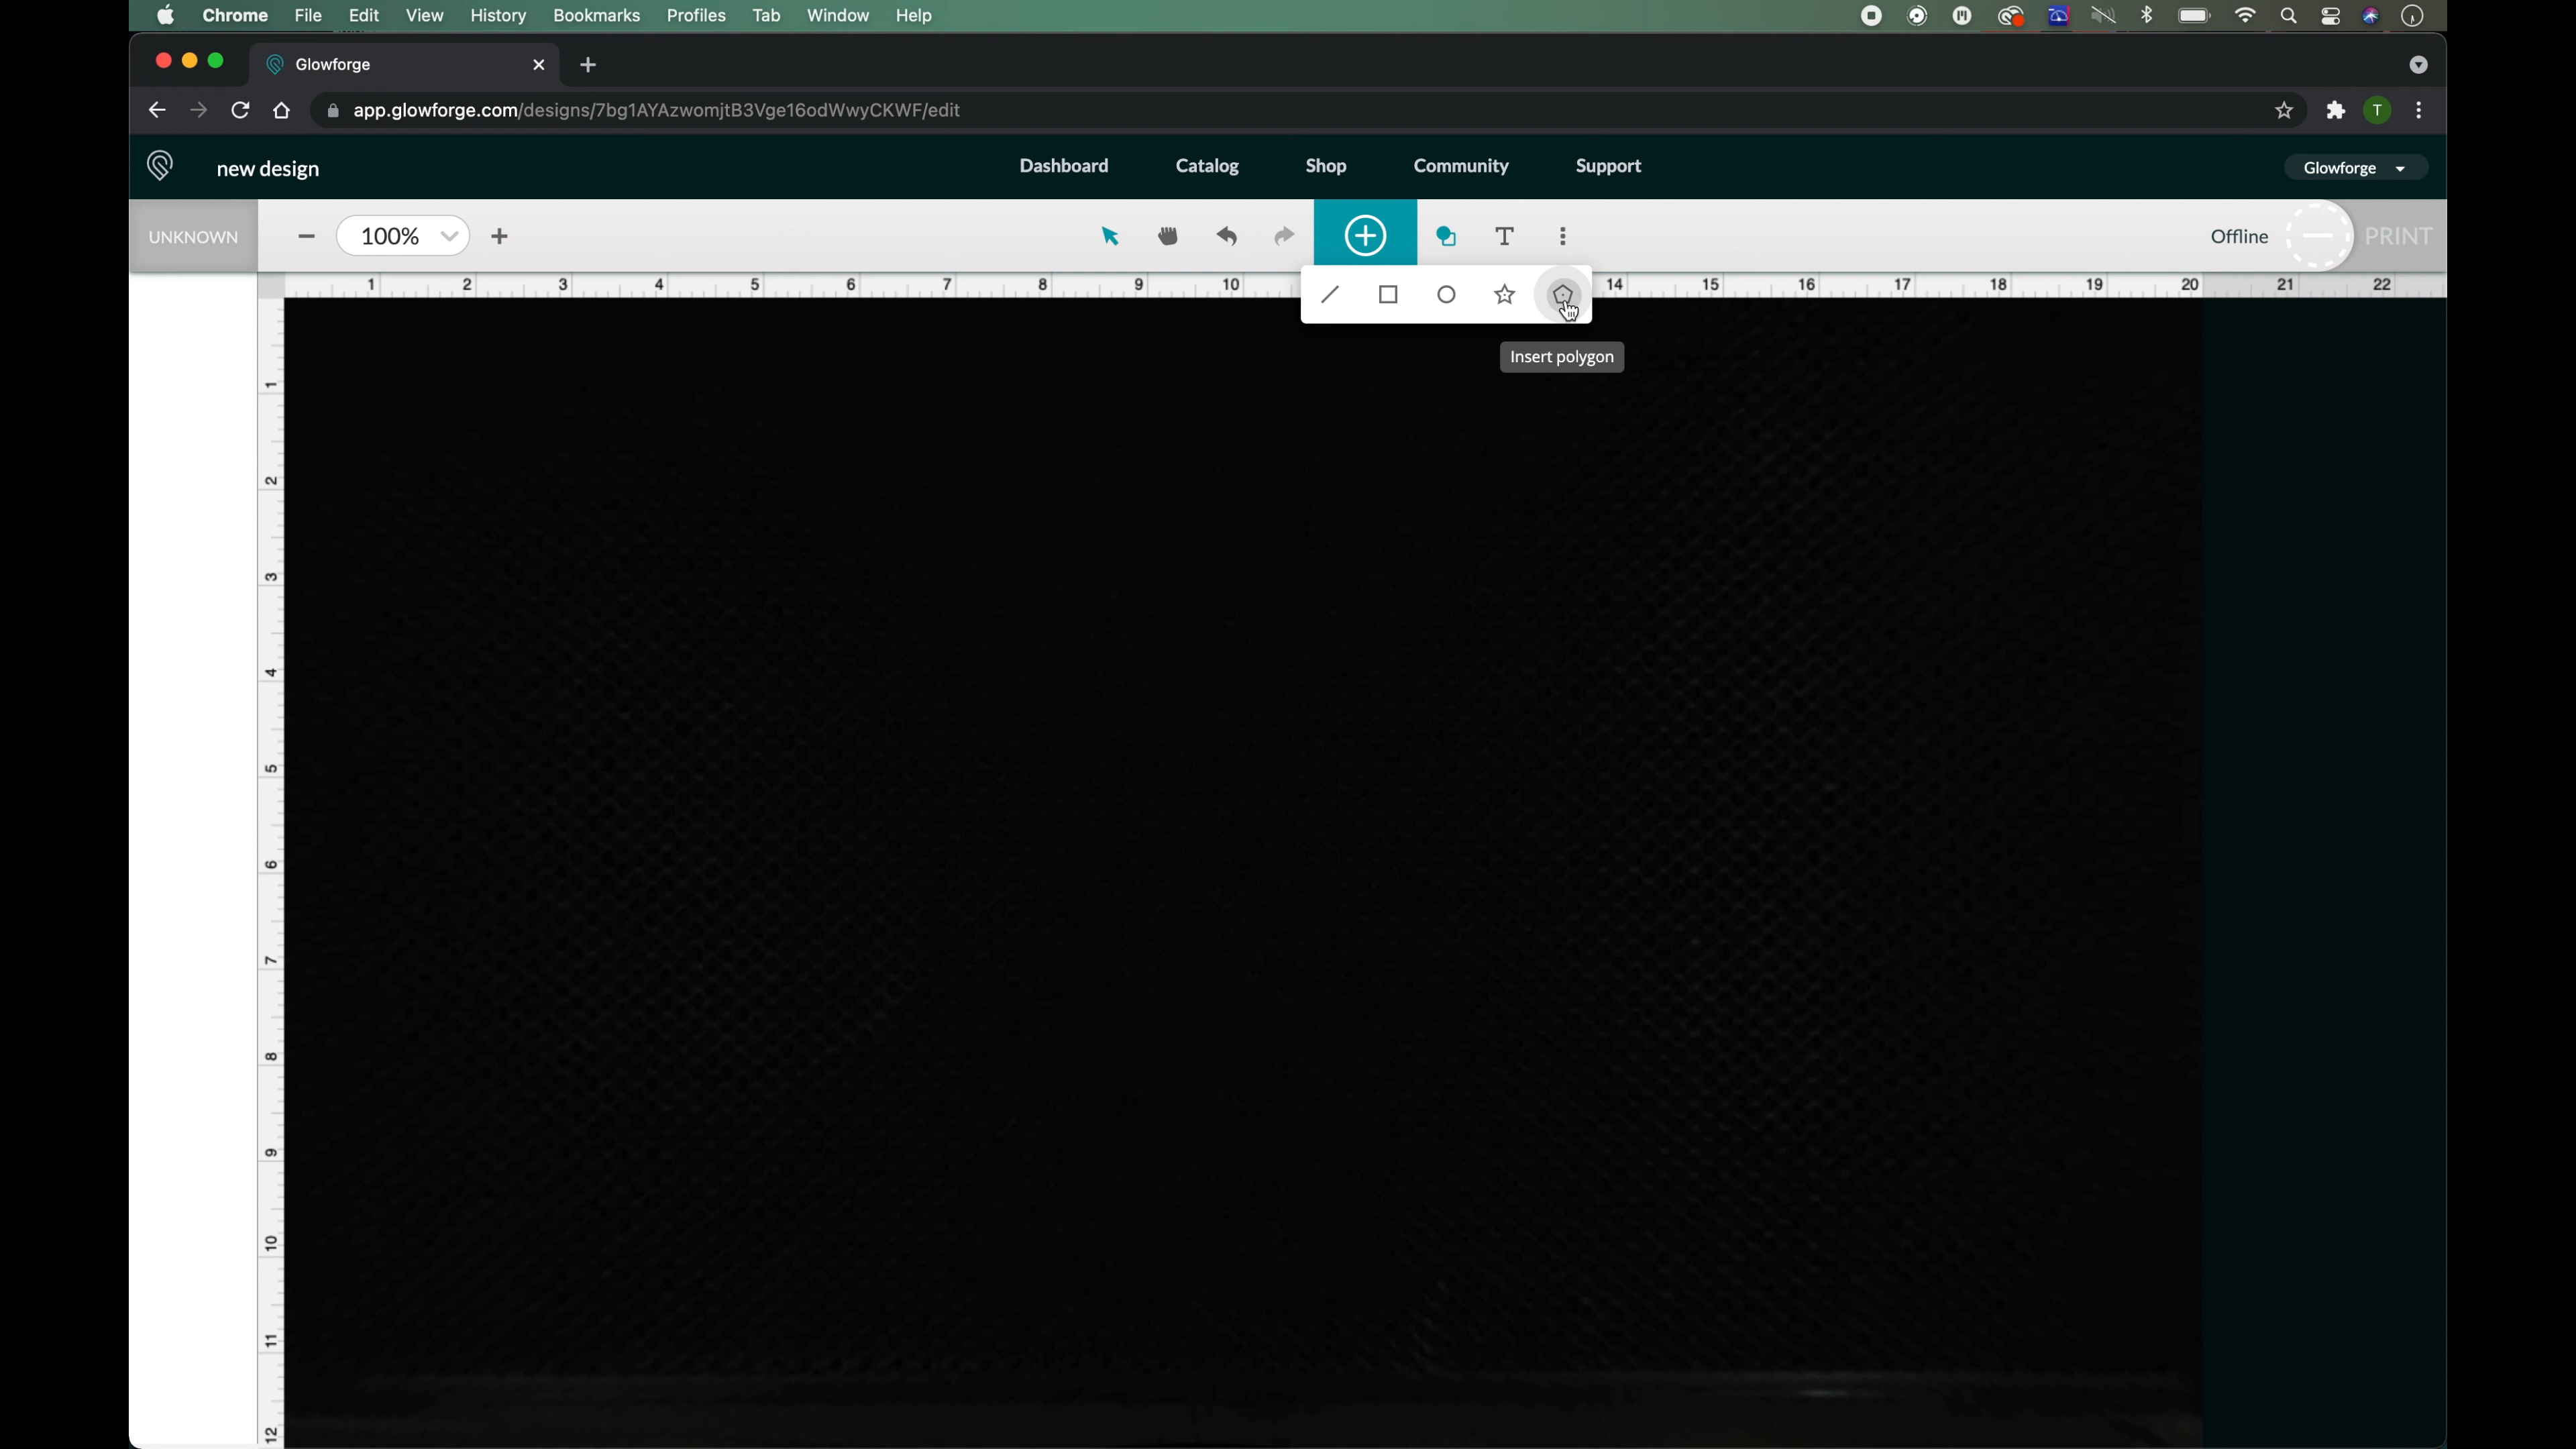 Chrome File Edit View History Bookmarks Profiles Tab Window Help
Glowforge
app.glowforge.com/designs/7bg1AYAzwomjtB3Vge16odWwyCKWF/edit
T
new design Dashboard Catalog Shop Community Support Glowforge
UNKNOWN 100% T Offline PRINT
1 2 3 4 5 6 7 8 9 10 14 15 16 17 18 19 20 21 22
Insert polygon
1
2
3
4
5
6
7
8
9
10
11
12